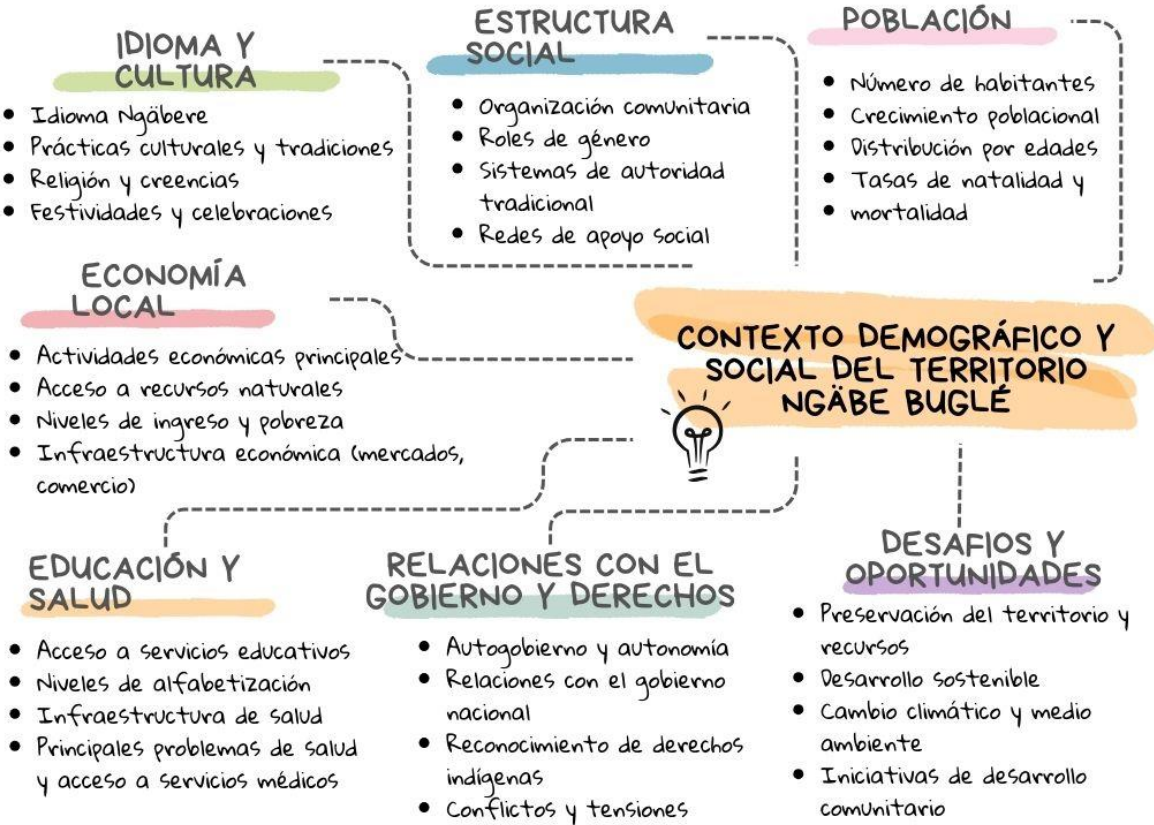 IDIOMA Y
CULTURA
• Idioma Ngäbere
• Prácticas culturales y tradiciones
• Religión y creencias
• Festividades y celebraciones
ESTRUCTURA
SOCIAL
• Organización comunitaria
• Roles de género
• Sistemas de autoridad
tradicional
• Redes de apoyo social
POBLACIÓN
• Número de habitantes
• Crecimiento poblacional
• Distribución por edades
• Tasas de natalidad y
• mortalidad
ECONOMÍA
LOCAL
• Actividades económicas principales
• Acceso a recursos naturales
• Niveles de ingreso y pobreza
• Infraestructura económica (mercados,
comercio)
CONTEXTO DEMOGRÁFICO Y
SOCIAL DEL TERRITORIO
NGÄBE BUGLÉ
EDUCACIÓN Y
SALUD
• Acceso a servicios educativos
• Niveles de alfabetización
• Infraestructura de salud
• Principales problemas de salud
y acceso a servicios médicos
RELACIONES CON EL
GOBIERNO Y DERECHOS
• Autogobierno y autonomía
• Relaciones con el gobierno
nacional
• Reconocimiento de derechos
indígenas
• Conflictos y tensiones
DESAFIOS Y
OPORTUNIDADES
• Preservación del territorio y
recursos
• Desarrollo sostenible
• Cambio climático y medio
ambiente
• Iniciativas de desarrollo
comunitario